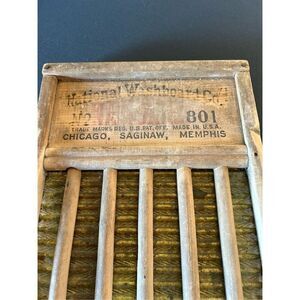 National Washboard Co.
No. 801
TRADE MARKS REG. U.S. PAT. OFF. MADE IN U.S.A.
CHICAGO, SAGINAW, MEMPHIS